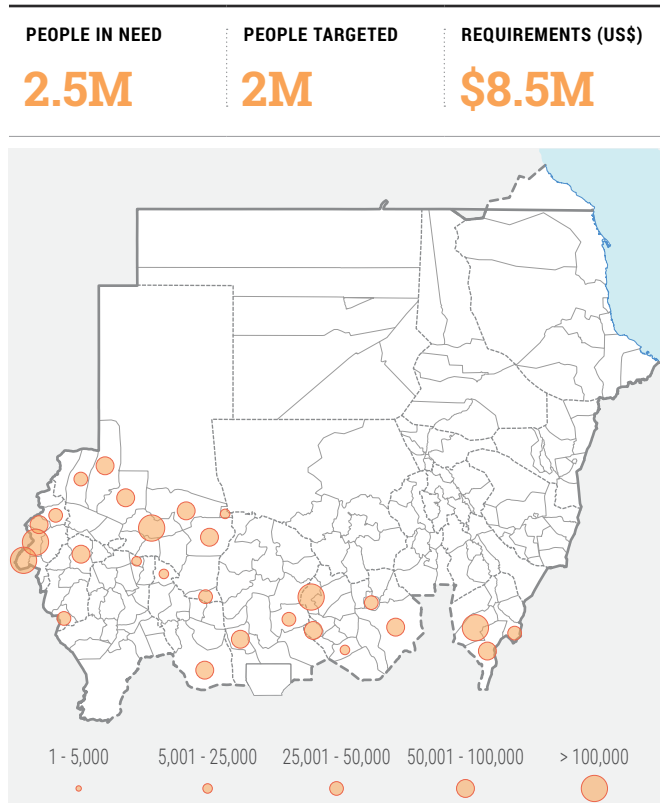 PEOPLE IN NEED PEOPLE TARGETED REQUIREMENTS (US$)
2.5M 2M $8.5M
1 - 5,000 5,001 - 25,000 25,001 - 50,000 50,001 - 100,000 > 100,000